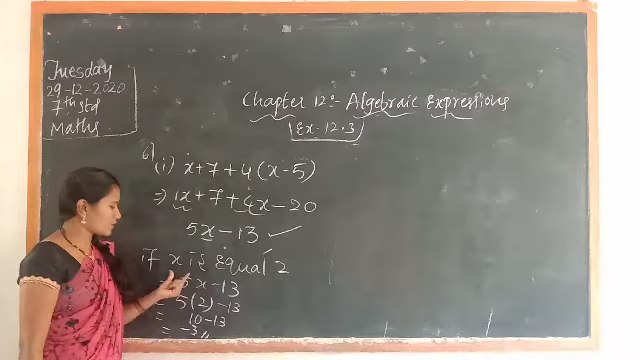 Tuesday
29-12-2020
7th Std
Maths.
Chapter 12:- Algebraic Expressions
(Ex-12.3)
6) (i) x+7+4(x-5)
⇒ 1x+7+4x-20
5x-13 ✓
if x is Equal 2
5x-13
= 5(2)-13
= 10-13
= -3//